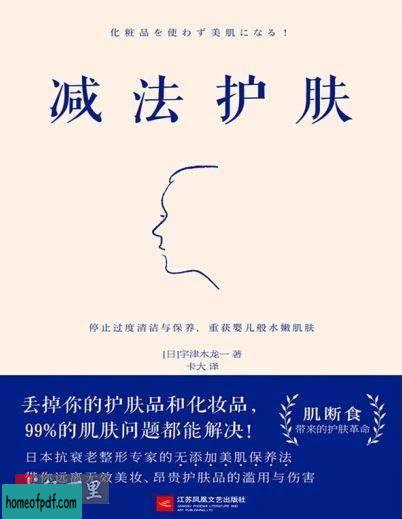 化粧品を使わず美肌になる！
减法护肤
停止过度清洁与保养，重获婴儿般水嫩肌肤
[日]宇津木龙一 著
卡大 译
丢掉你的护肤品和化妆品，
99%的肌肤问题都能解决！
肌断食
带来的护肤革命
日本抗衰老整形专家的无添加美肌保养法
带你远离无效美妆、昂贵护肤品的滥用与伤害
里
homeofpdf.com
江苏凤凰文艺出版社